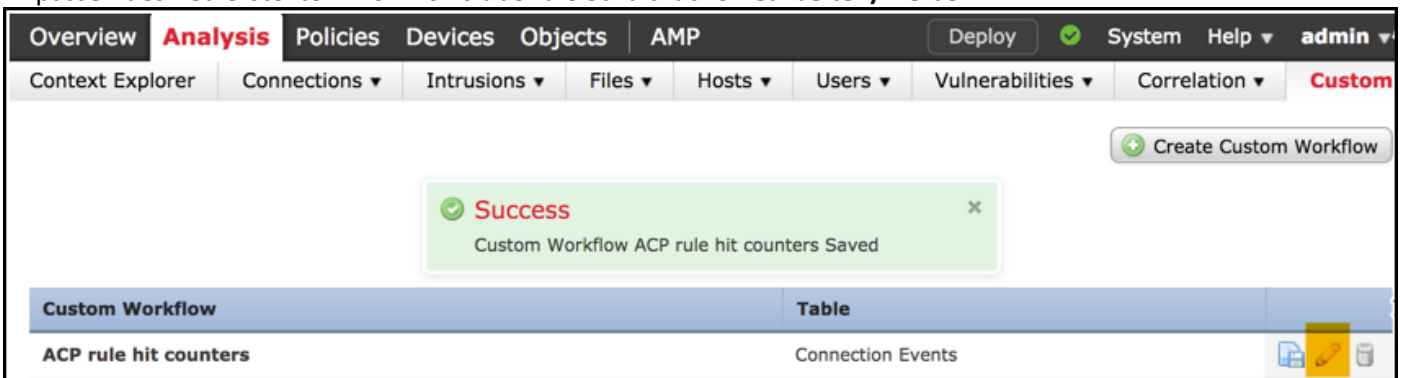 Overview Analysis Policies Devices Objects AMP Deploy System Help admin
Context Explorer Connections Intrusions Files Hosts Users Vulnerabilities Correlation Custom
Create Custom Workflow
Success
Custom Workflow ACP rule hit counters Saved
Custom Workflow Table
ACP rule hit counters Connection Events